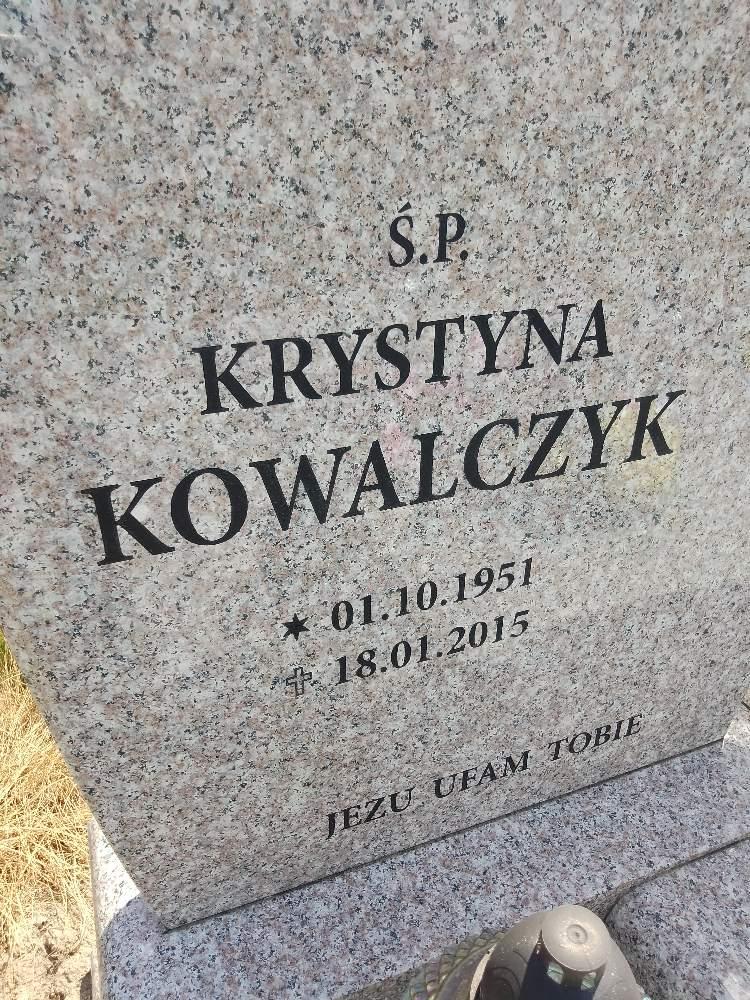 Ś.P.
KRYSTYNA
KOWALCZYK
✶ 01.10.1951
✝ 18.01.2015
JEZU UFAM TOBIE